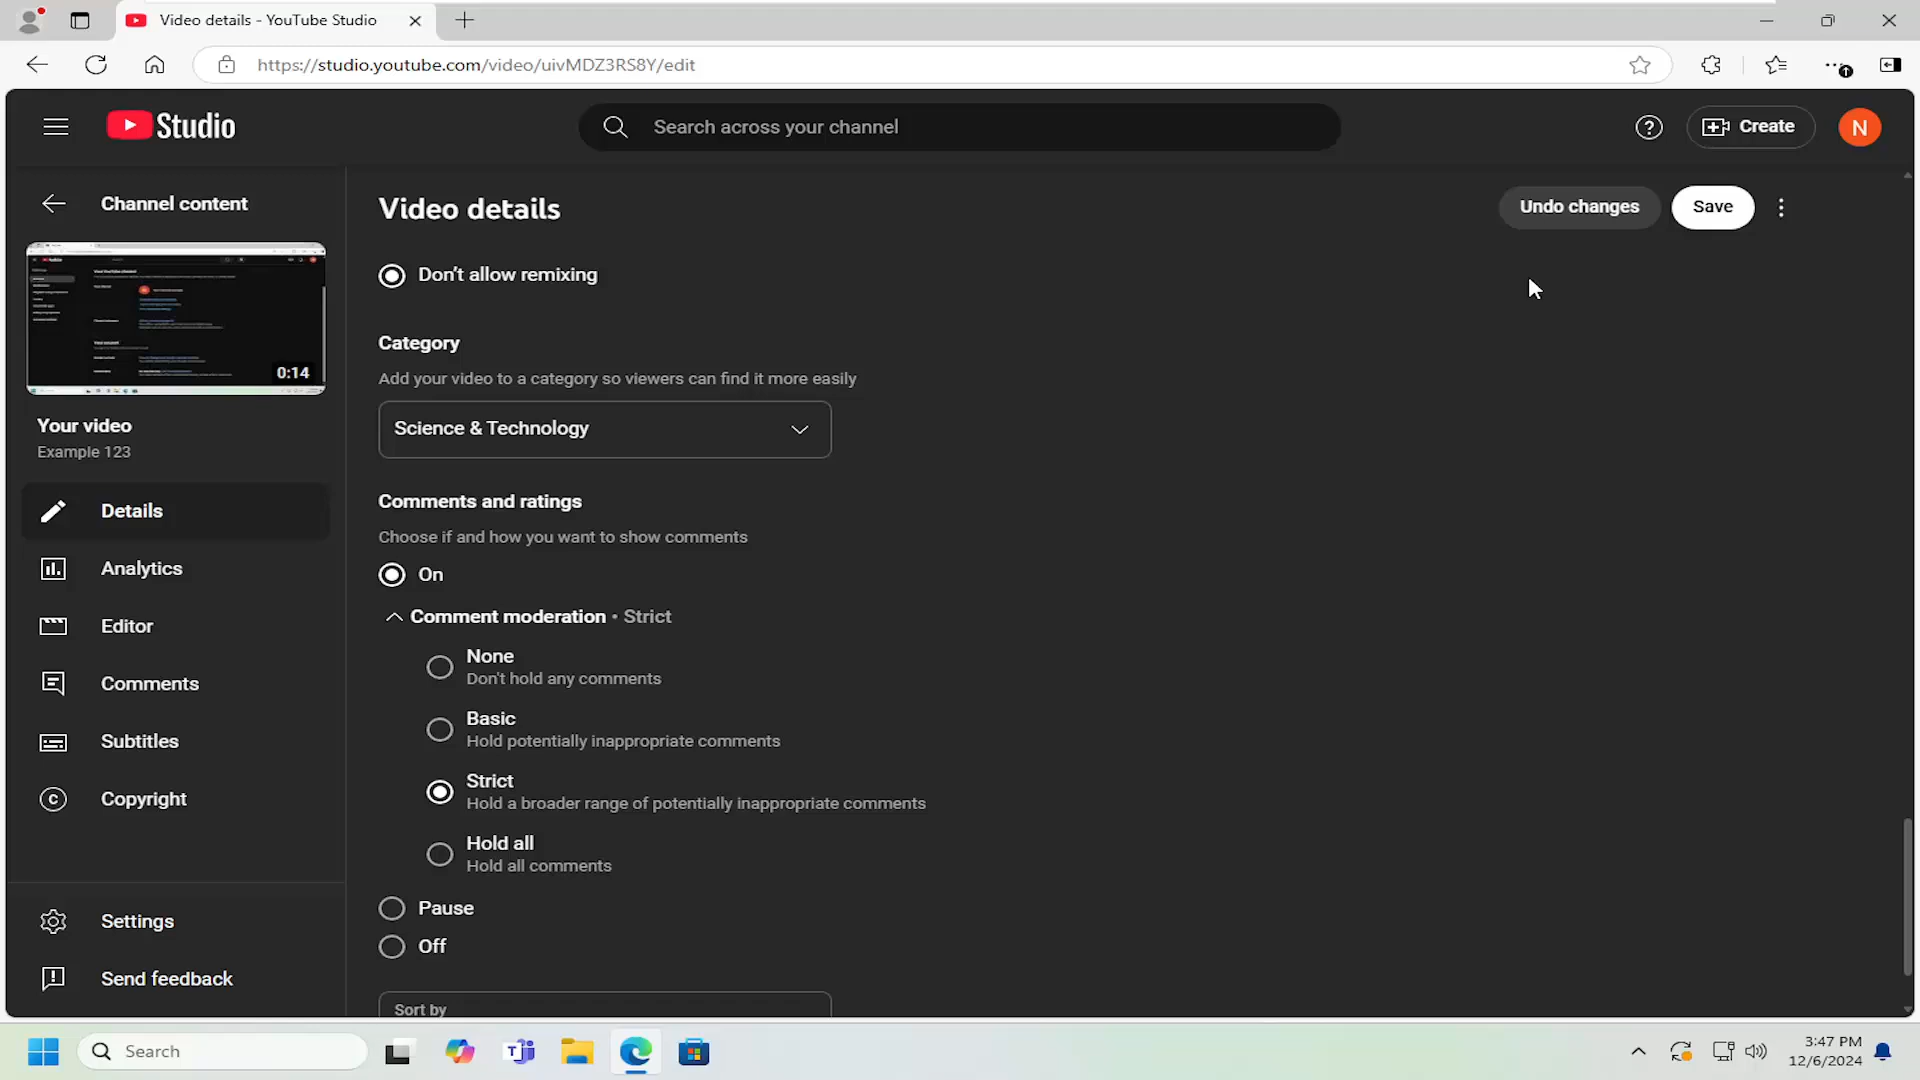 Video details - YouTube Studio
https://studio.youtube.com/video/uivMDZ3RS8Y/edit
Studio
Search across your channel
Create
N
Channel content
Video details
Undo changes
Save
0:14
Your video
Example 123
Details
Analytics
Editor
Comments
Subtitles
Copyright
Settings
Send feedback
Don't allow remixing
Category
Add your video to a category so viewers can find it more easily
Science & Technology
Comments and ratings
Choose if and how you want to show comments
On
Comment moderation • Strict
None
Don't hold any comments
Basic
Hold potentially inappropriate comments
Strict
Hold a broader range of potentially inappropriate comments
Hold all
Hold all comments
Pause
Off
Sort by
Search
3:47 PM
12/6/2024